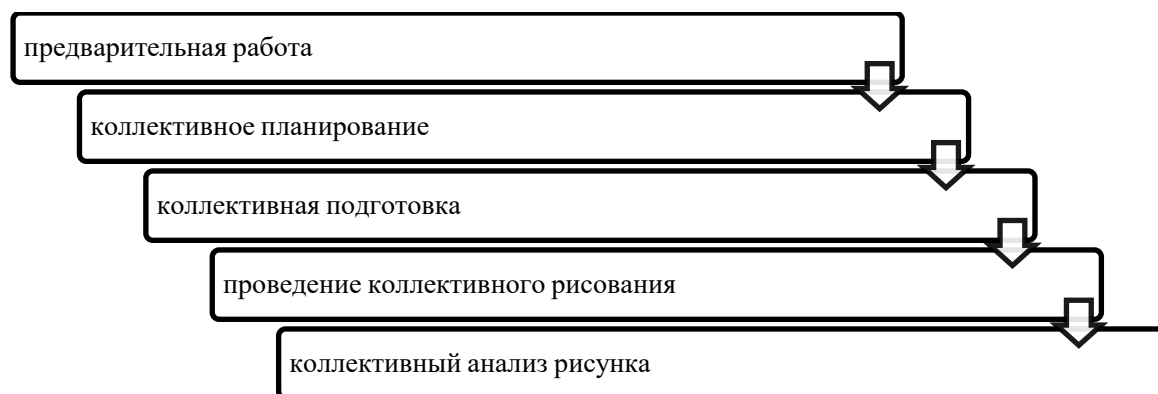 предварительная работа
коллективное планирование
коллективная подготовка
проведение коллективного рисования
коллективный анализ рисунка